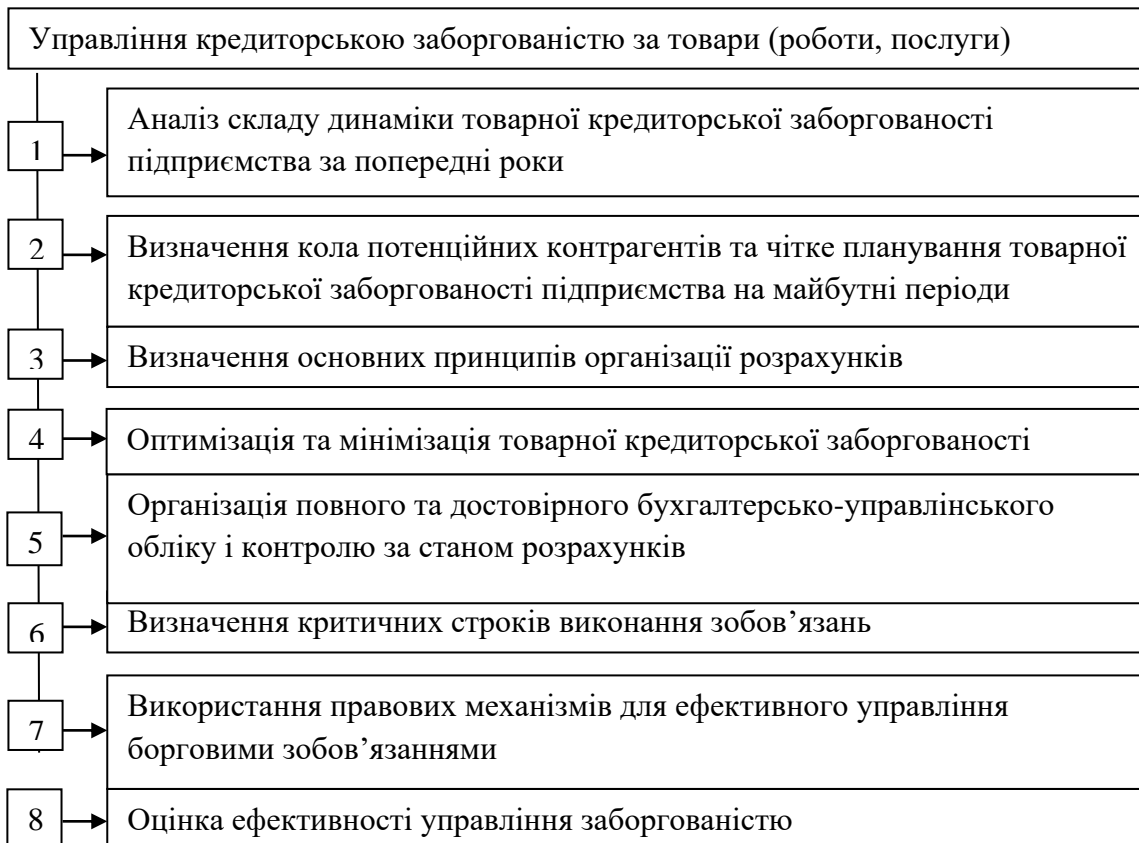 Управління кредиторською заборгованістю за товари (роботи, послуги)
1
Аналіз складу динаміки товарної кредиторської заборгованості
підприємства за попередні роки
2
Визначення кола потенційних контрагентів та чітке планування товарної
кредиторської заборгованості підприємства на майбутні періоди
3
Визначення основних принципів організації розрахунків
4
Оптимізація та мінімізація товарної кредиторської заборгованості
5
Організація повного та достовірного бухгалтерсько-управлінського
обліку і контролю за станом розрахунків
6
Визначення критичних строків виконання зобов’язань
7
Використання правових механізмів для ефективного управління
борговими зобов’язаннями
8
Оцінка ефективності управління заборгованістю